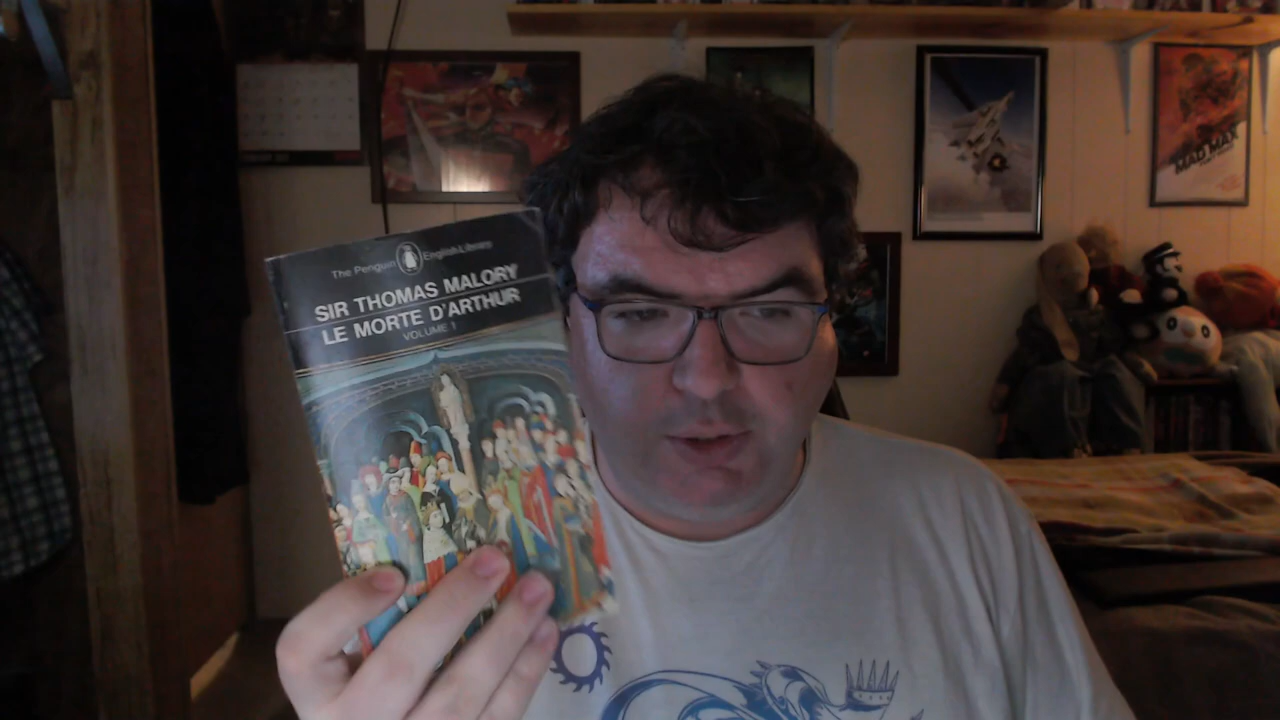 The Penguin English Library
SIR THOMAS MALORY
LE MORTE D'ARTHUR
VOLUME 1
MAD MAX